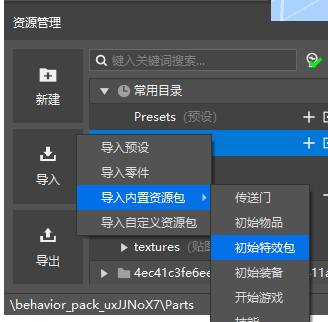 资源管理
键入关键词搜索...
新建
常用目录
Presets (预设)
导入
导入预设
导入零件
导入内置资源包
导入自定义资源包
传送门
初始物品
初始特效包
初始装备
开始游戏
导出
textures (贴
4ec41c3fe6ee
11a
\behavior_pack_uxJJNoX7\Parts